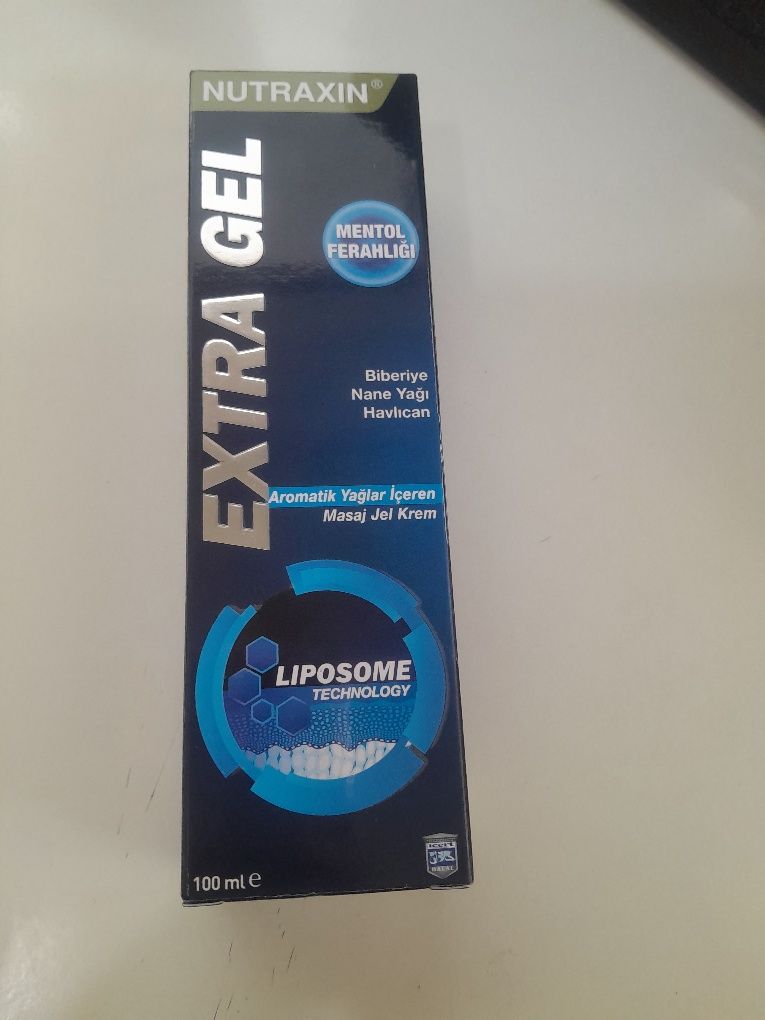 NUTRAXIN®
EXTRA GEL
MENTOL
FERAHLIĞI
Biberiye
Nane Yağı
Havlıcan
Aromatik Yağlar İçeren
Masaj Jel Krem
LIPOSOME
TECHNOLOGY
100 ml e
HALAL